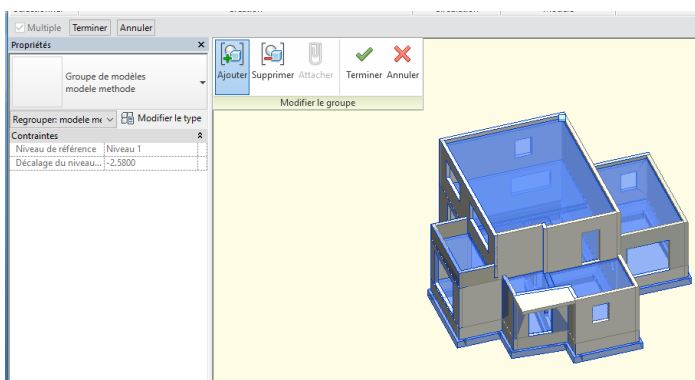 Multiple Terminer Annuler
Propriétés
Groupe de modèles
modele methode
Regrouper: modele me
Modifier le type
Contraintes
Niveau de référence Niveau 1
Décalage du niveau... -2.5800
Ajouter Supprimer Attacher Terminer Annuler
Modifier le groupe